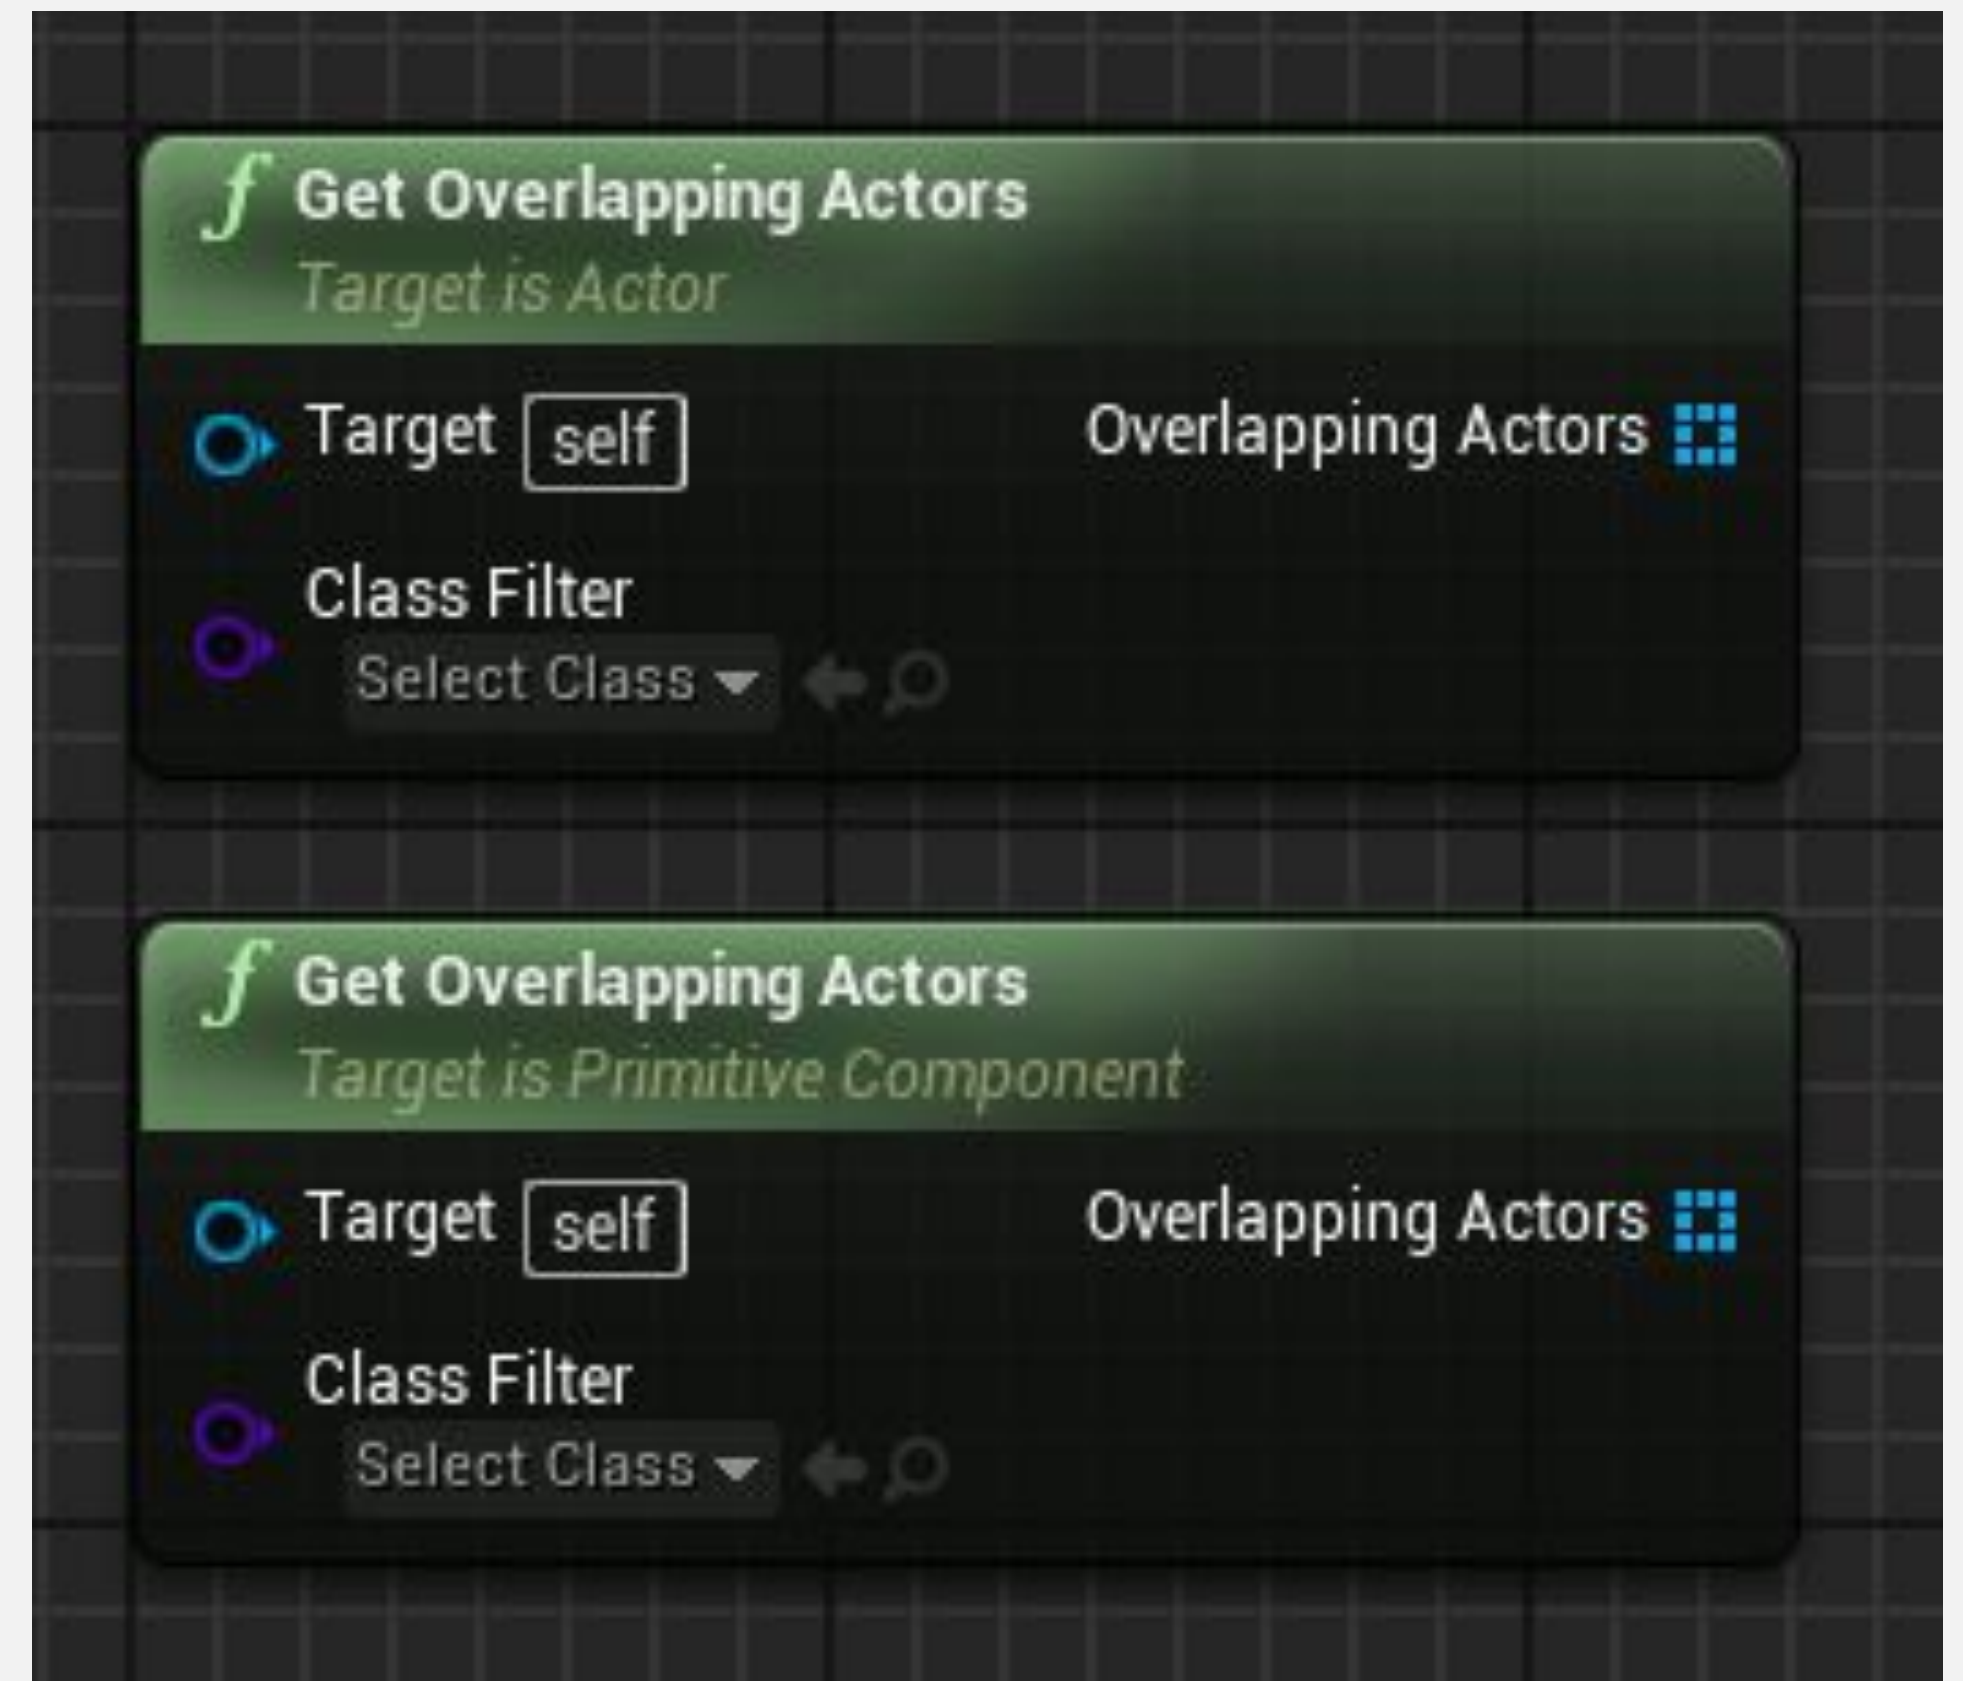 f Get Overlapping Actors
Target is Actor
Target self Overlapping Actors
Class Filter
Select Class
f Get Overlapping Actors
Target is Primitive Component
Target self Overlapping Actors
Class Filter
Select Class